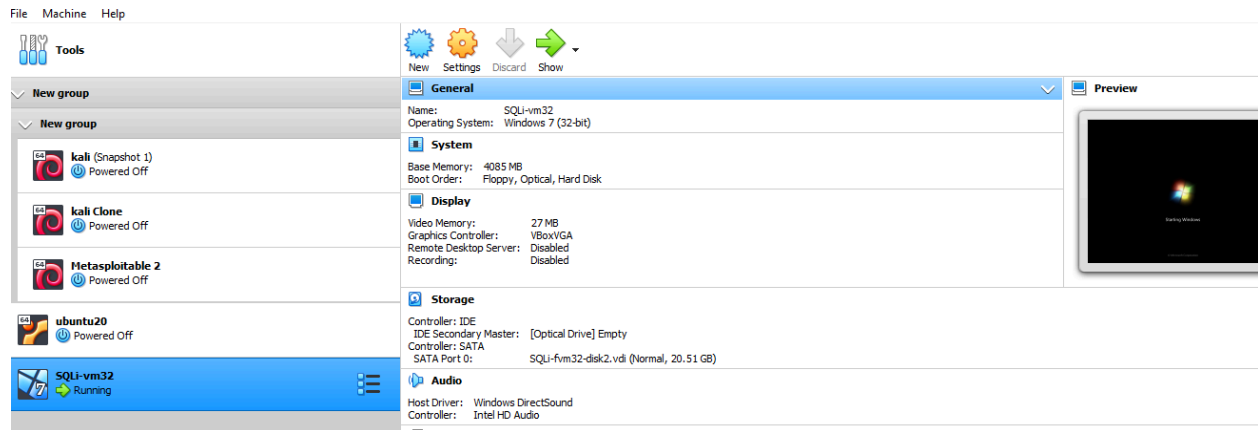 File Machine Help
Tools
New Settings Discard Show
New group
New group
64 kali (Snapshot 1)
Powered Off
64 kali Clone
Powered Off
64 Metasploitable 2
Powered Off
64 ubuntu20
Powered Off
7 SQLi-vm32
Running
General
Name: SQLi-vm32
Operating System: Windows 7 (32-bit)
System
Base Memory: 4085 MB
Boot Order: Floppy, Optical, Hard Disk
Display
Video Memory: 27 MB
Graphics Controller: VBoxVGA
Remote Desktop Server: Disabled
Recording: Disabled
Storage
Controller: IDE
IDE Secondary Master: [Optical Drive] Empty
Controller: SATA
SATA Port 0: SQLi-fvm32-disk2.vdi (Normal, 20.51 GB)
Audio
Host Driver: Windows DirectSound
Controller: Intel HD Audio
Preview
Starting Windows